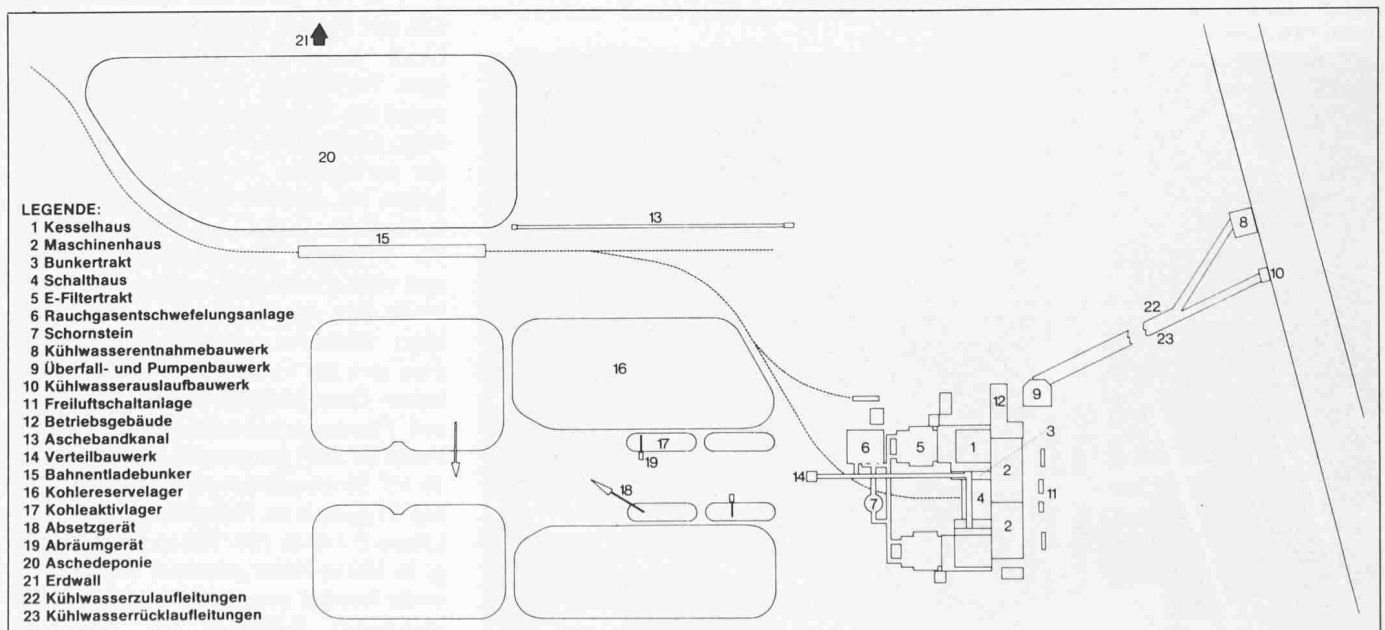 21
20
13
15
LEGENDE:
1 Kesselhaus
2 Maschinenhaus
3 Bunkertrakt
4 Schalthaus
5 E-Filtertrakt
6 Rauchgasentschwefelungsanlage
7 Schornstein
8 Kühlwasserentnahmebauwerk
9 Überfall- und Pumpenbauwerk
10 Kühlwasserauslaufbauwerk
11 Freiluftschaltanlage
12 Betriebsgebäude
13 Aschebandkanal
14 Verteilbauwerk
15 Bahnentladebunker
16 Kohlereservelager
17 Kohleaktivlager
18 Absetzgerät
19 Abräumgerät
20 Aschedeponie
21 Erdwall
22 Kühlwasserzulaufleitungen
23 Kühlwasserrücklaufleitungen
8
10
22
23
16
9
12
3
17
6
5
1
19
2
14
18
4
11
7
2